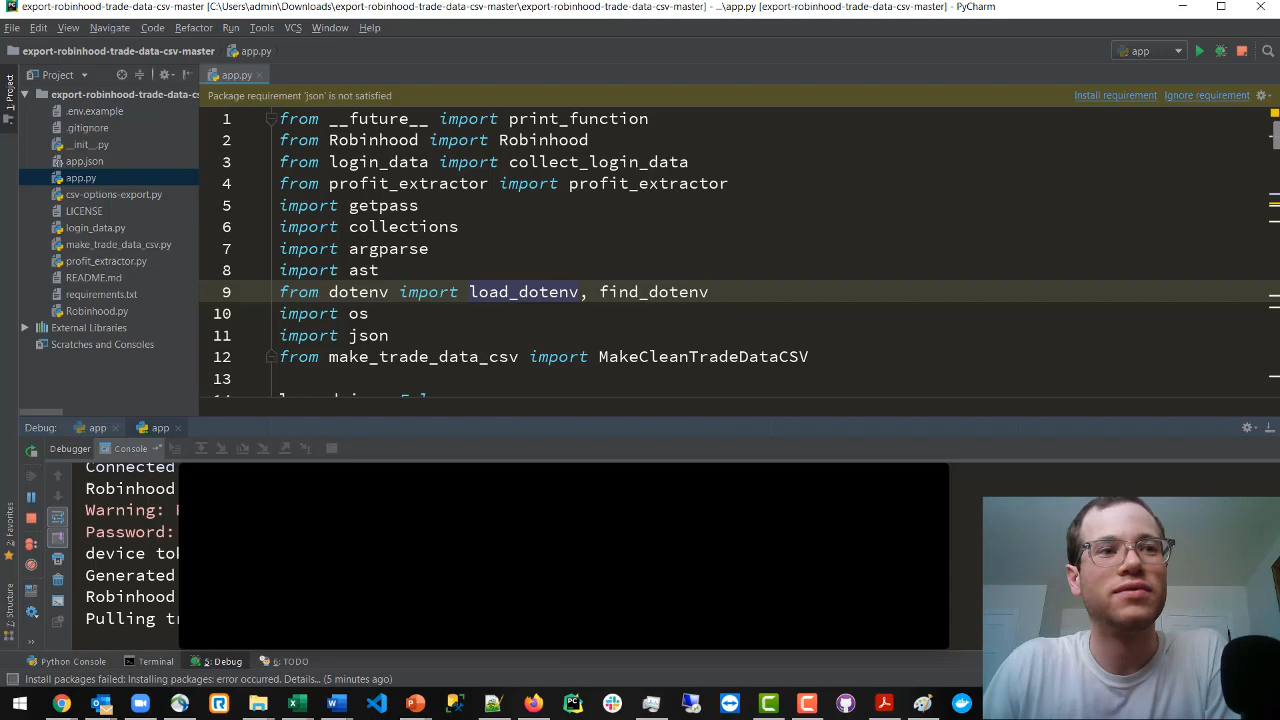 export-robinhood-trade-data-csv-master [C:\Users\admin\Downloads\export-robinhood-trade-data-csv-master\export-robinhood-trade-data-csv-master] - ...\app.py [export-robinhood-trade-data-csv-master] - PyCharm
File Edit View Navigate Code Refactor Run Tools VCS Window Help
export-robinhood-trade-data-csv-master app.py
app
1: Project
Project
app.py
export-robinhood-trade-data-cs
Package requirement 'json' is not satisfied
Install requirement Ignore requirement
.env.example
.gitignore
__init__.py
app.json
app.py
csv-options-export.py
LICENSE
login_data.py
make_trade_data_csv.py
profit_extractor.py
README.md
requirements.txt
Robinhood.py
External Libraries
Scratches and Consoles
1 from __future__ import print_function
2 from Robinhood import Robinhood
3 from login_data import collect_login_data
4 from profit_extractor import profit_extractor
5 import getpass
6 import collections
7 import argparse
8 import ast
9 from dotenv import load_dotenv, find_dotenv
10 import os
11 import json
12 from make_trade_data_csv import MakeCleanTradeDataCSV
13
Debug: app app
Debugger Console
Connected
Robinhood
Warning:
Password:
device tok
Generated
Robinhood
Pulling tr
2: Favorites
7: Structure
Python Console Terminal 5: Debug 6: TODO
Install packages failed: Installing packages: error occurred. Details... (5 minutes ago)